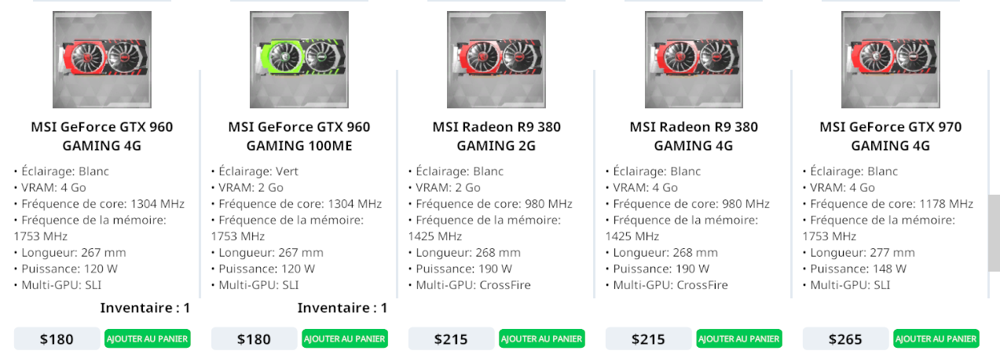 MSI GeForce GTX 960
GAMING 4G
• Éclairage: Blanc
• VRAM: 4 Go
• Fréquence de core: 1304 MHz
• Fréquence de la mémoire:
1753 MHz
• Longueur: 267 mm
• Puissance: 120 W
• Multi-GPU: SLI
Inventaire : 1
$180
AJOUTER AU PANIER
MSI GeForce GTX 960
GAMING 100ME
• Éclairage: Vert
• VRAM: 2 Go
• Fréquence de core: 1304 MHz
• Fréquence de la mémoire:
1753 MHz
• Longueur: 267 mm
• Puissance: 120 W
• Multi-GPU: SLI
Inventaire : 1
$180
AJOUTER AU PANIER
MSI Radeon R9 380
GAMING 2G
• Éclairage: Blanc
• VRAM: 2 Go
• Fréquence de core: 980 MHz
• Fréquence de la mémoire:
1425 MHz
• Longueur: 268 mm
• Puissance: 190 W
• Multi-GPU: CrossFire
$215
AJOUTER AU PANIER
MSI Radeon R9 380
GAMING 4G
• Éclairage: Blanc
• VRAM: 4 Go
• Fréquence de core: 980 MHz
• Fréquence de la mémoire:
1425 MHz
• Longueur: 268 mm
• Puissance: 190 W
• Multi-GPU: CrossFire
$215
AJOUTER AU PANIER
MSI GeForce GTX 970
GAMING 4G
• Éclairage: Blanc
• VRAM: 4 Go
• Fréquence de core: 1178 MHz
• Fréquence de la mémoire:
1753 MHz
• Longueur: 277 mm
• Puissance: 148 W
• Multi-GPU: SLI
$265
AJOUTER AU PANIER